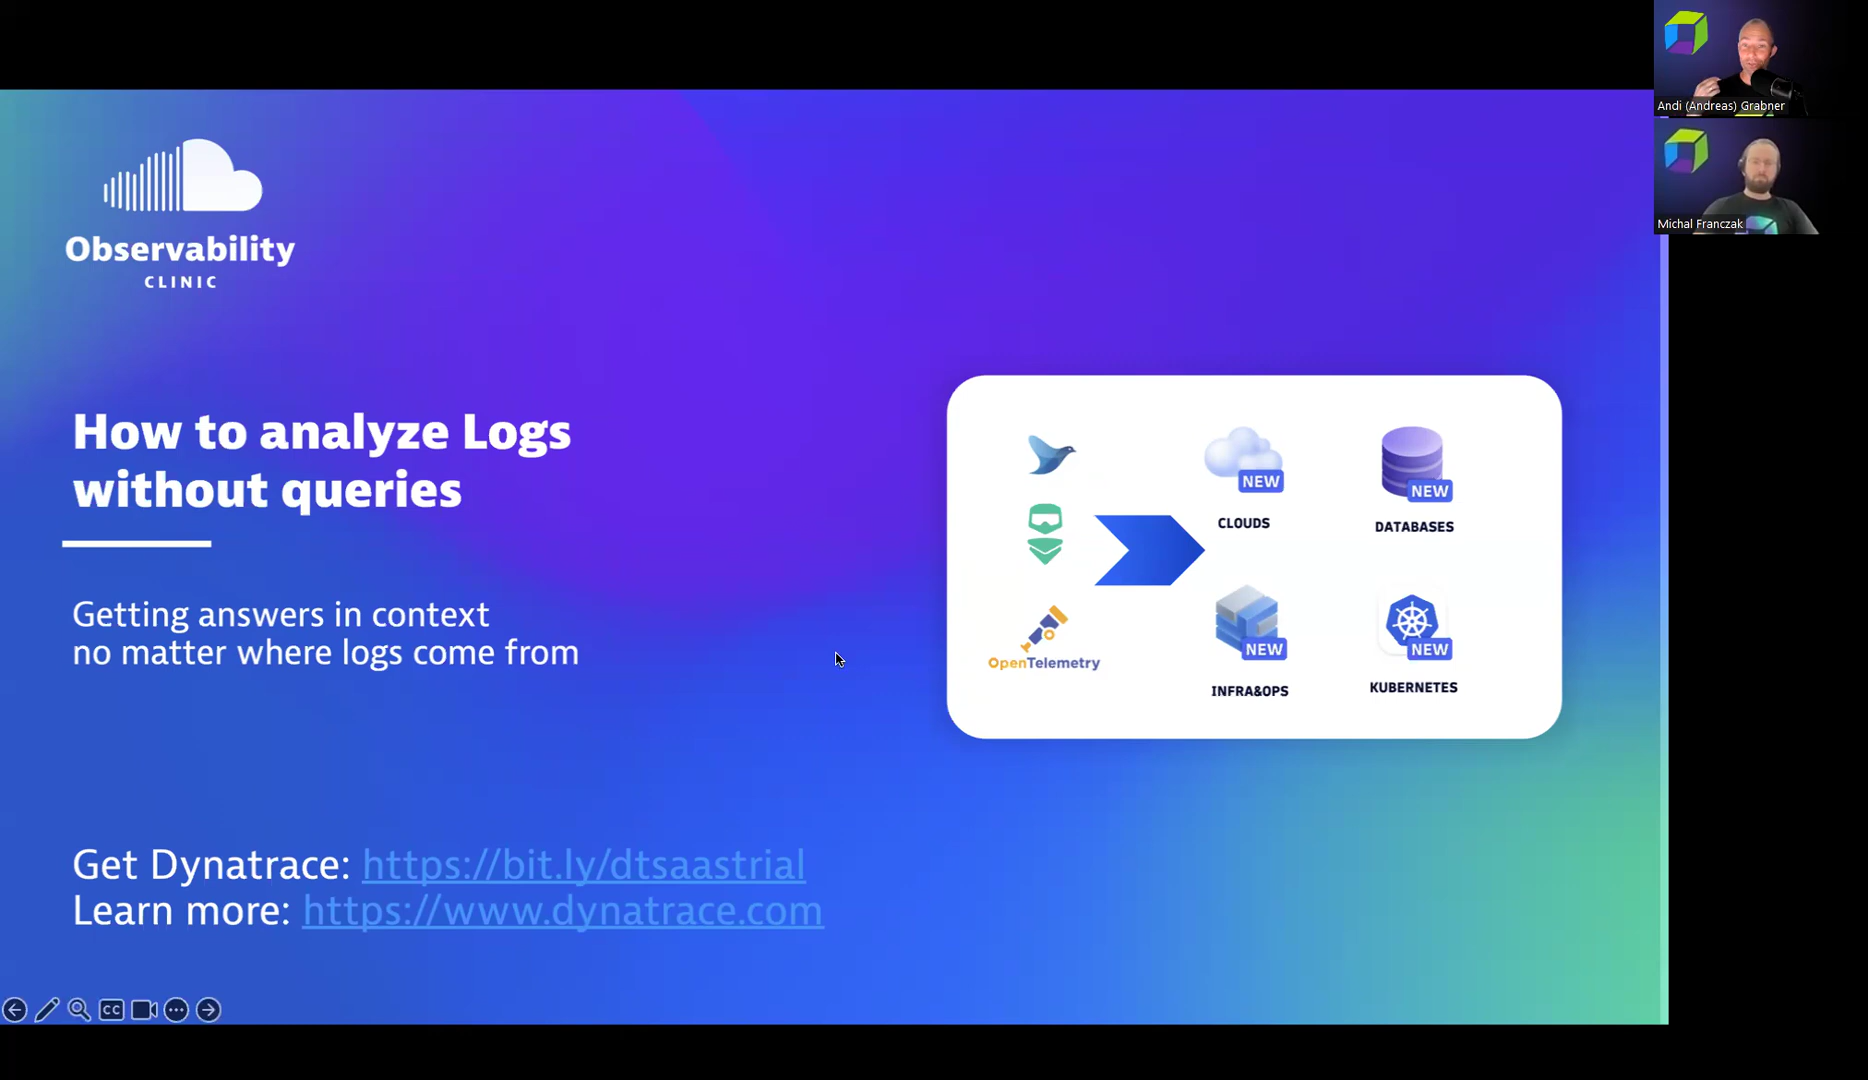 Andi (Andreas) Grabner
Michal Franczak
Observability
CLINIC
How to analyze Logs
without queries
Getting answers in context
no matter where logs come from
NEW
CLOUDS
NEW
DATABASES
OpenTelemetry
NEW
INFRA&OPS
NEW
KUBERNETES
Get Dynatrace: https://bit.ly/dtsaastrial
Learn more: https://www.dynatrace.com
CC